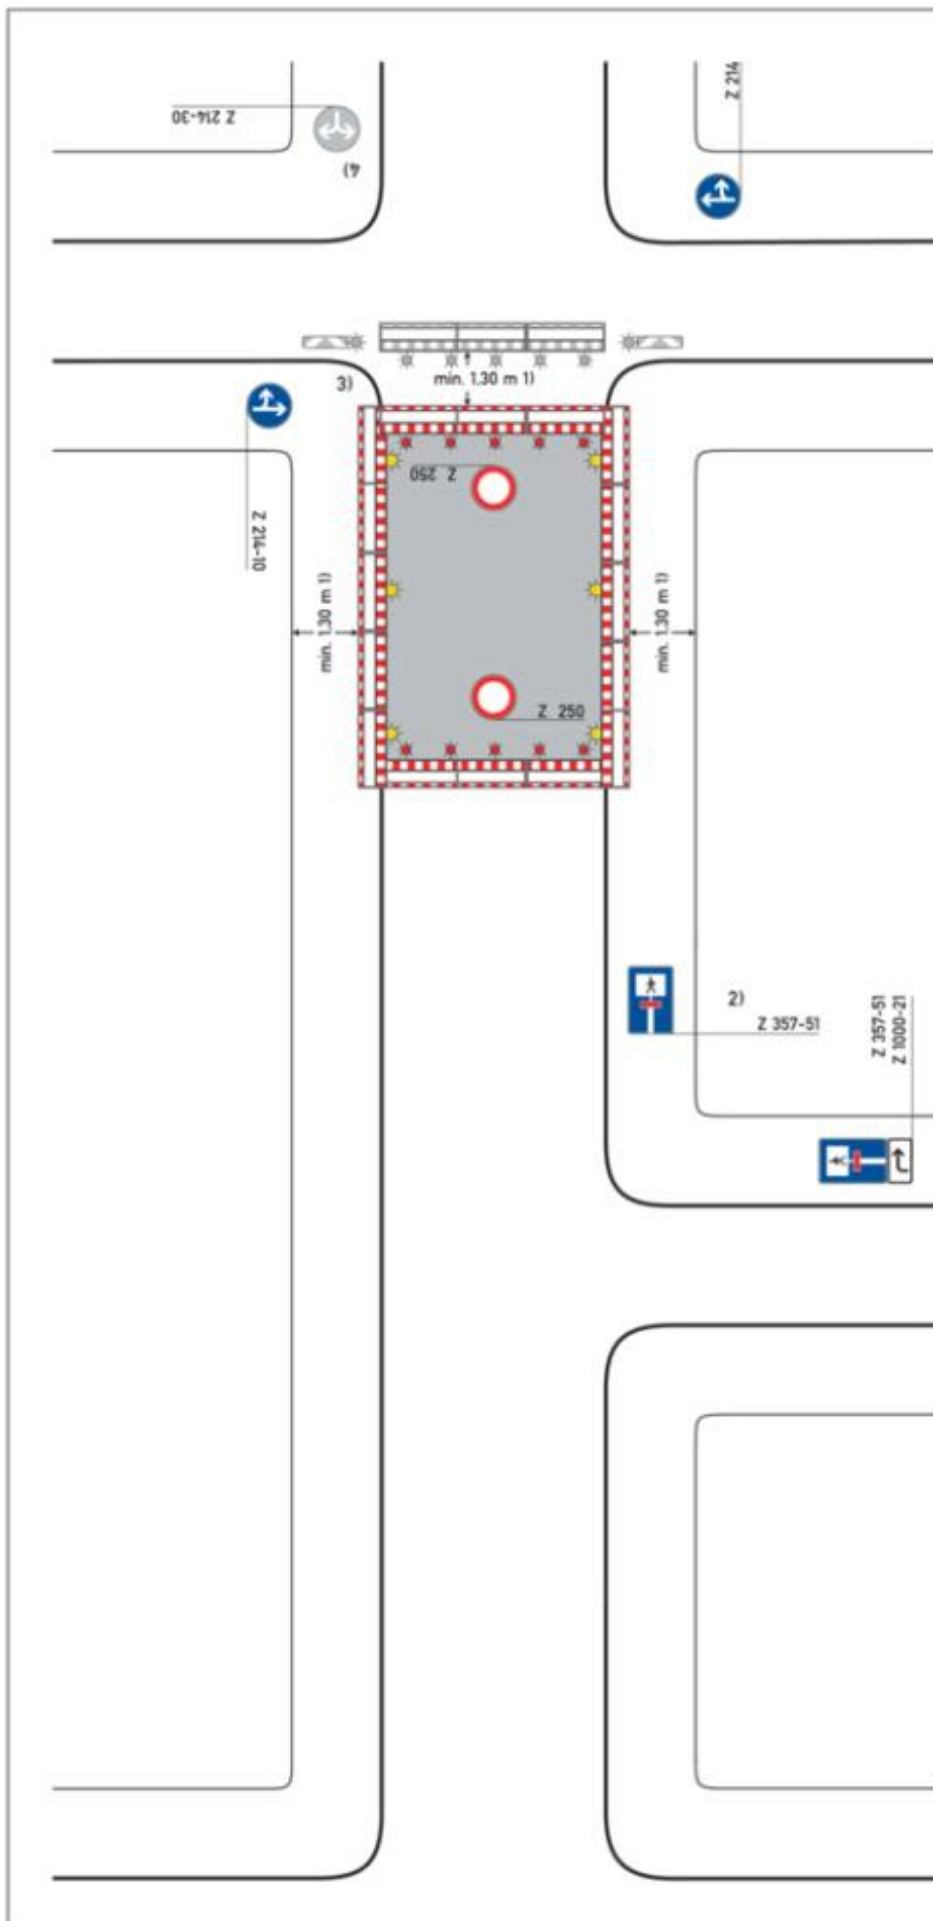 Z 214-30
4)
Z 214
3)
min. 1,30 m 1)
Z 250
Z 214-10
min. 1,30 m 1)
min. 1,30 m 1)
Z 250
2)
Z 357-51
Z 357-51
Z 1000-21